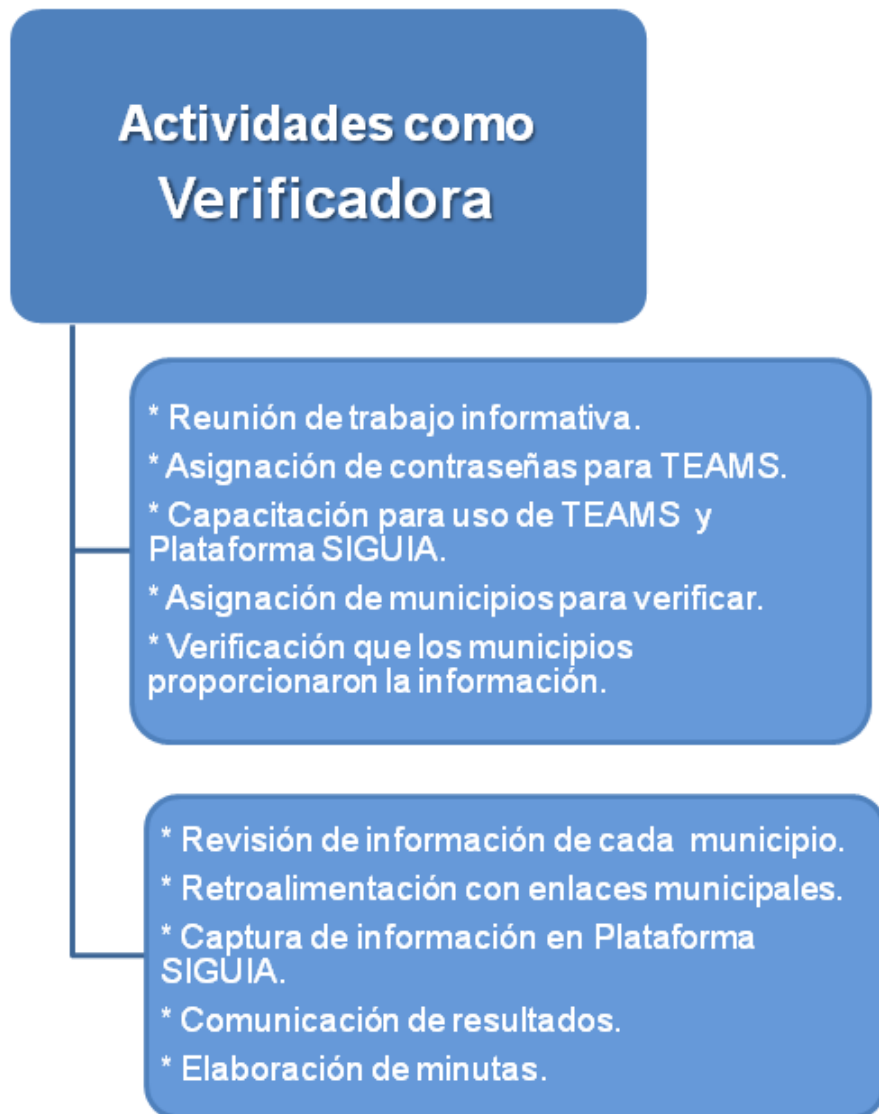 Actividades como
Verificadora
* Reunión de trabajo informativa.
* Asignación de contraseñas para TEAMS.
* Capacitación para uso de TEAMS y
Plataforma SIGUIA.
* Asignación de municipios para verificar.
* Verificación que los municipios
proporcionaron la información.
* Revisión de información de cada municipio.
* Retroalimentación con enlaces municipales.
* Captura de información en Plataforma
SIGUIA.
* Comunicación de resultados.
* Elaboración de minutas.